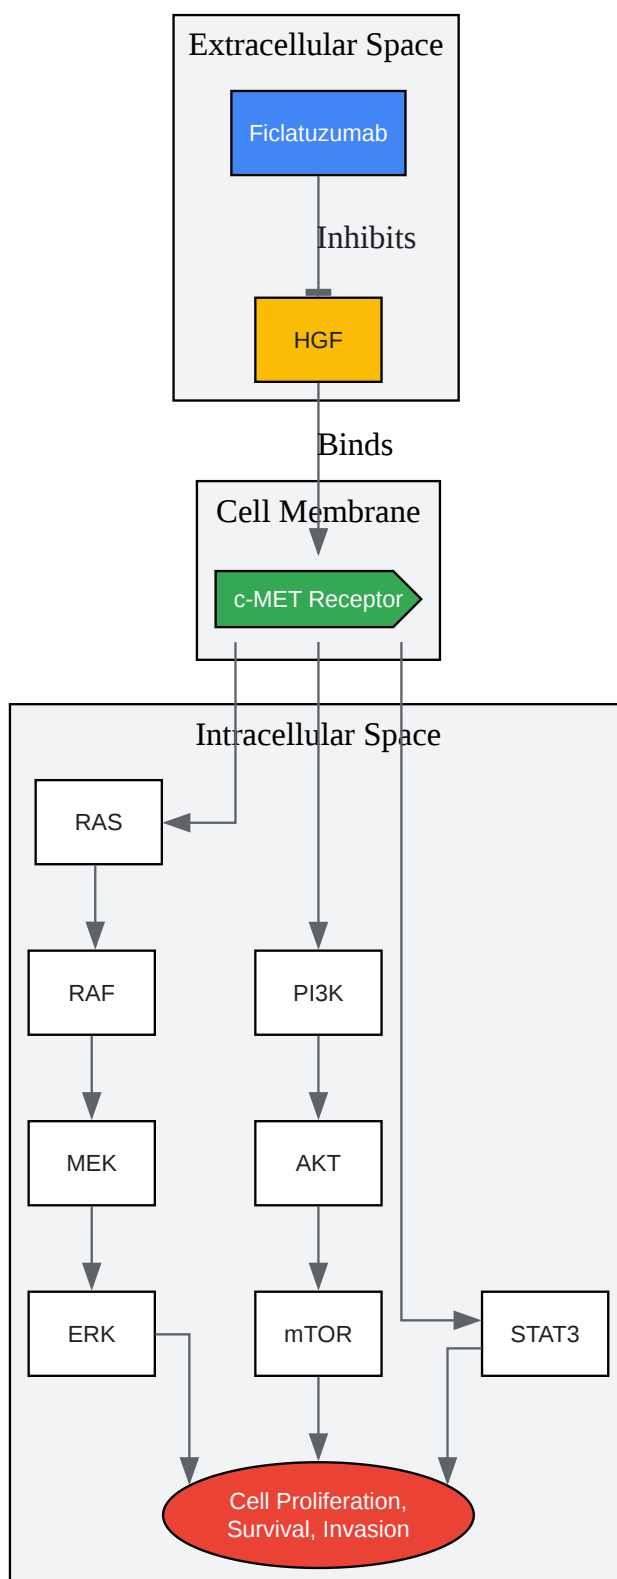 Extracellular Space
Ficlatuzumab
Inhibits
HGF
Binds
Cell Membrane
c-MET Receptor
Intracellular Space
RAS
RAF
PI3K
MEK
AKT
ERK
mTOR
STAT3
Cell Proliferation,
Survival, Invasion